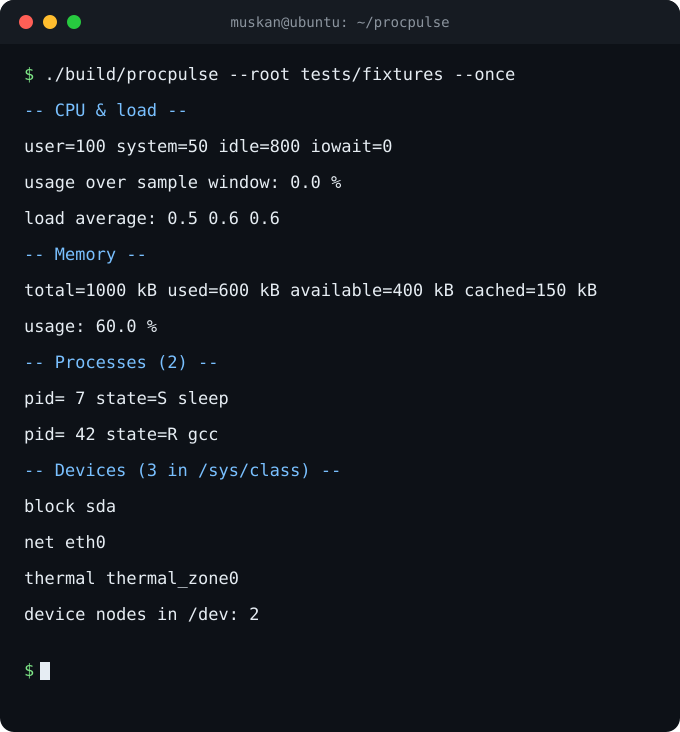 muskan@ubuntu: ~/procpulse
$ ./build/procpulse --root tests/fixtures --once
-- CPU & load --
user=100 system=50 idle=800 iowait=0
usage over sample window: 0.0 %
load average: 0.5 0.6 0.6
-- Memory --
total=1000 kB used=600 kB available=400 kB cached=150 kB
usage: 60.0 %
-- Processes (2) --
pid= 7 state=S sleep
pid= 42 state=R gcc
-- Devices (3 in /sys/class) --
block sda
net eth0
thermal thermal_zone0
device nodes in /dev: 2
$